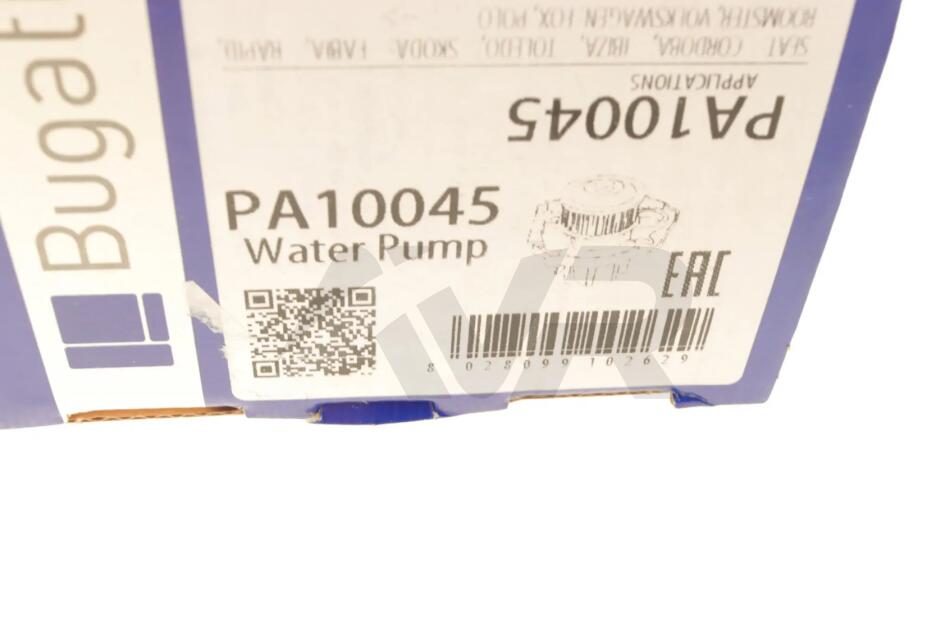 Bugat
PA10045
Water Pump
EAC
8 028099 102629
PA10045
APPLICATIONS
SEAT CORDOBA, IBIZA, TOLEDO, SKODA FABIA, RAPID,
ROOMSTER, VOLKSWAGEN FOX, POLO